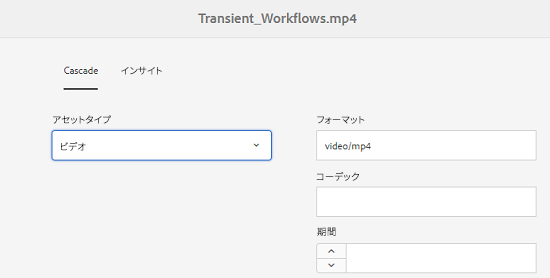 Transient_Workflows.mp4
Cascade
インサイト
アセットタイプ
ビデオ
フォーマット
video/mp4
コーデック
期間